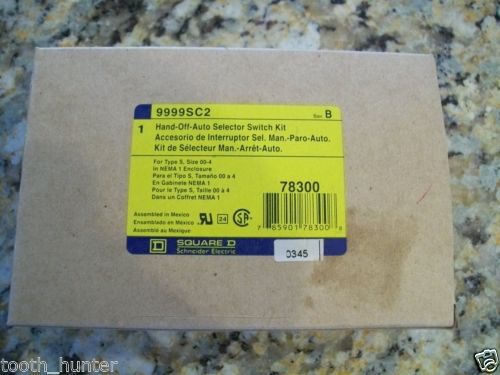 9999SC2
Ser. B
1
Hand-Off-Auto Selector Switch Kit
Accesorio de Interruptor Sel. Man.-Paro-Auto.
Kit de Sélecteur Man.-Arrêt-Auto.
For Type S, Size 00-4
In NEMA 1 Enclosure
Para el Tipo S, Tamaño 00 a 4
En Gabinete NEMA 1
Pour le Type S, Taille 00 à 4
Dans un Coffret NEMA 1
78300
Assembled in Mexico
Ensamblado en México
Assemblé au Mexique
24
7 85901 78300 8
SQUARE D
Schneider Electric
0345
tooth_hunter